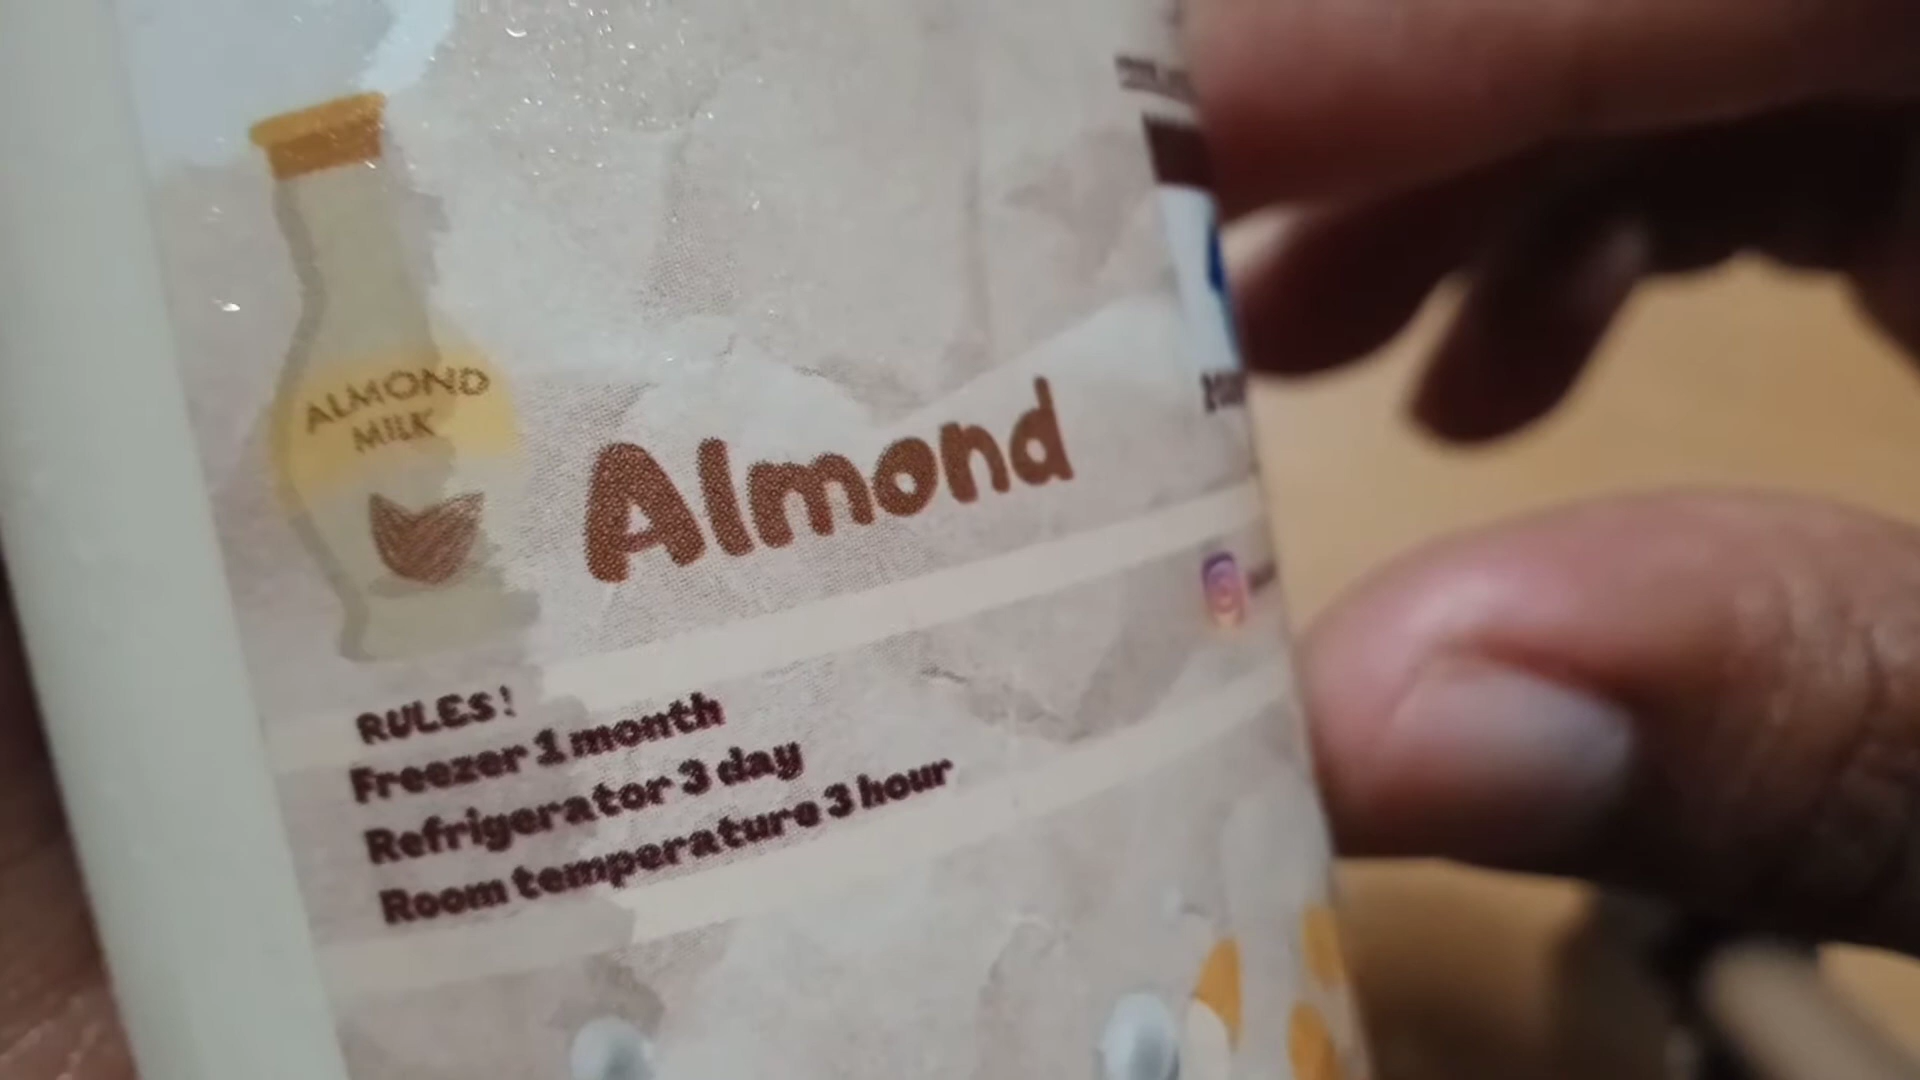 ALMOND
MILK
Almond
RULES!
Freezer 1 month
Refrigerator 3 day
Room temperature 3 hour